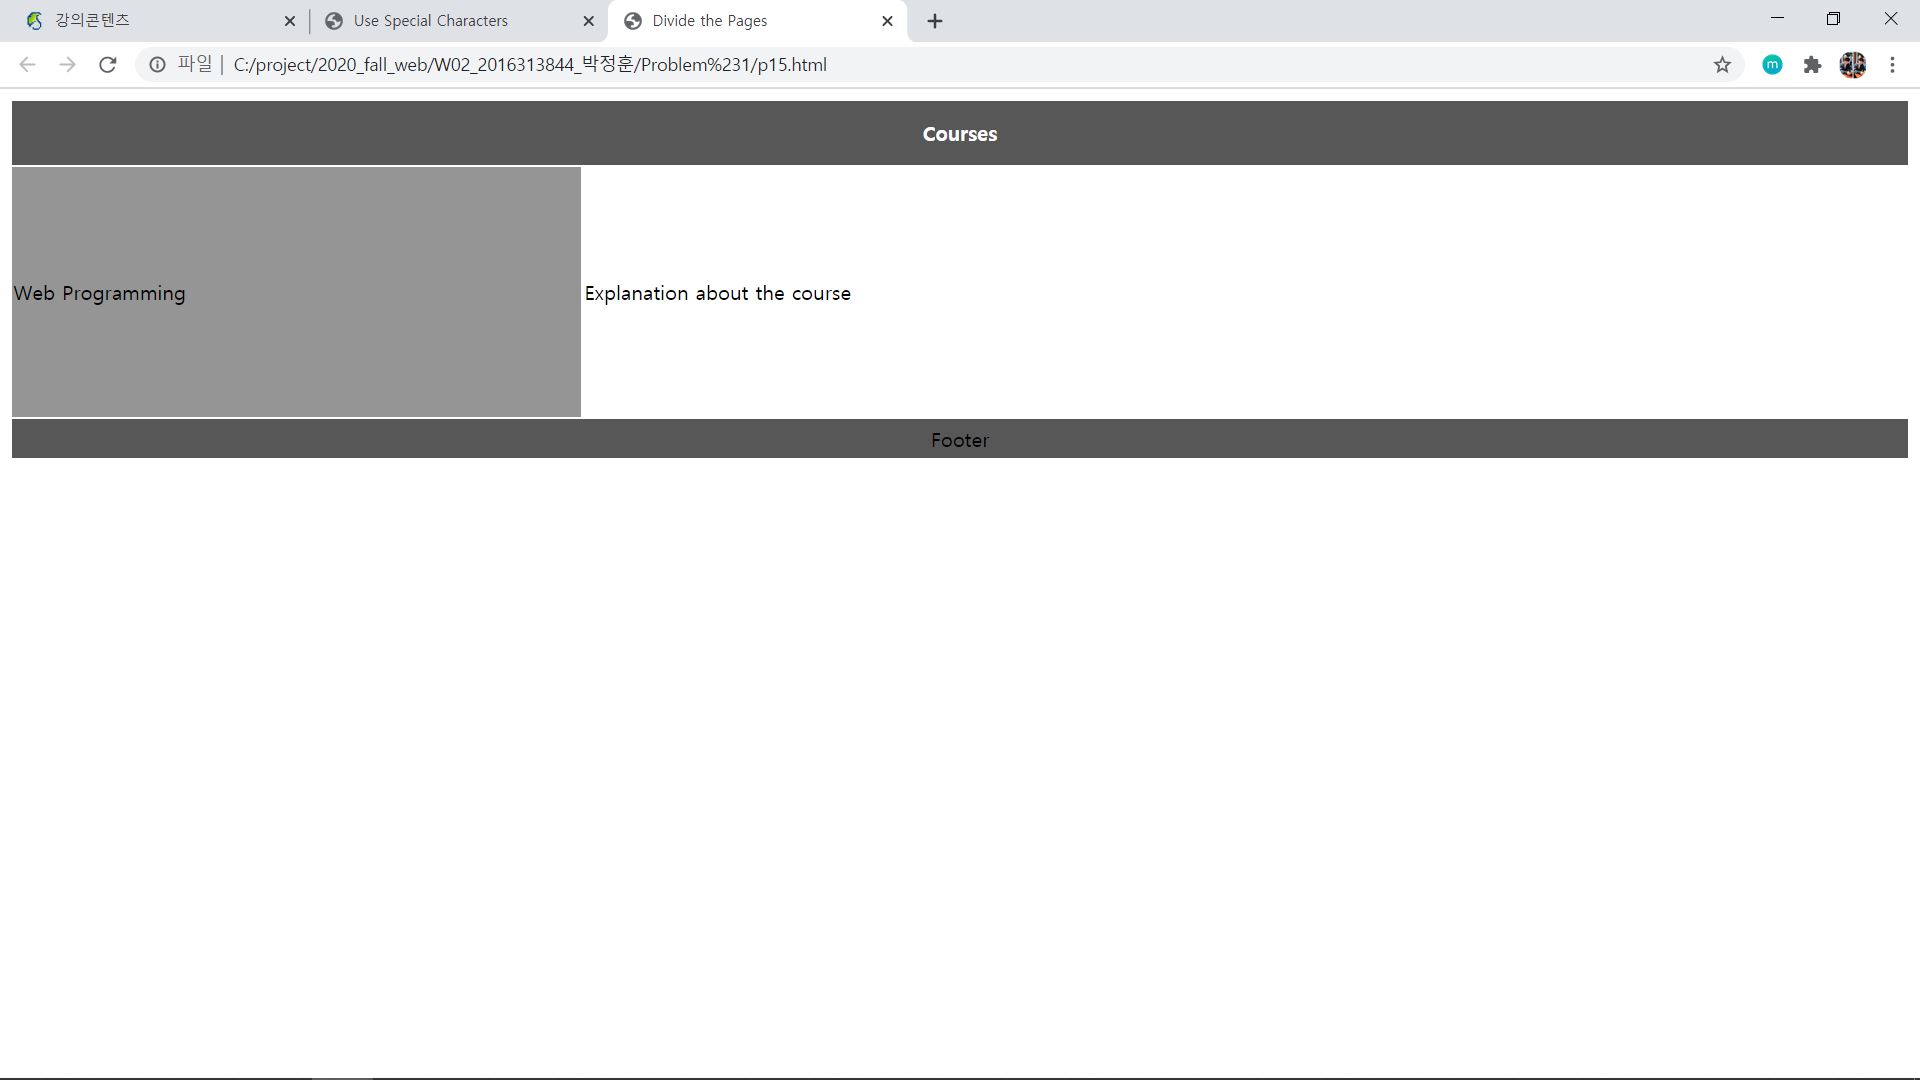 강의콘텐츠
Use Special Characters
Divide the Pages
파일 | C:/project/2020_fall_web/W02_2016313844_박정훈/Problem%231/p15.html
m
Courses
Web Programming
Explanation about the course
Footer